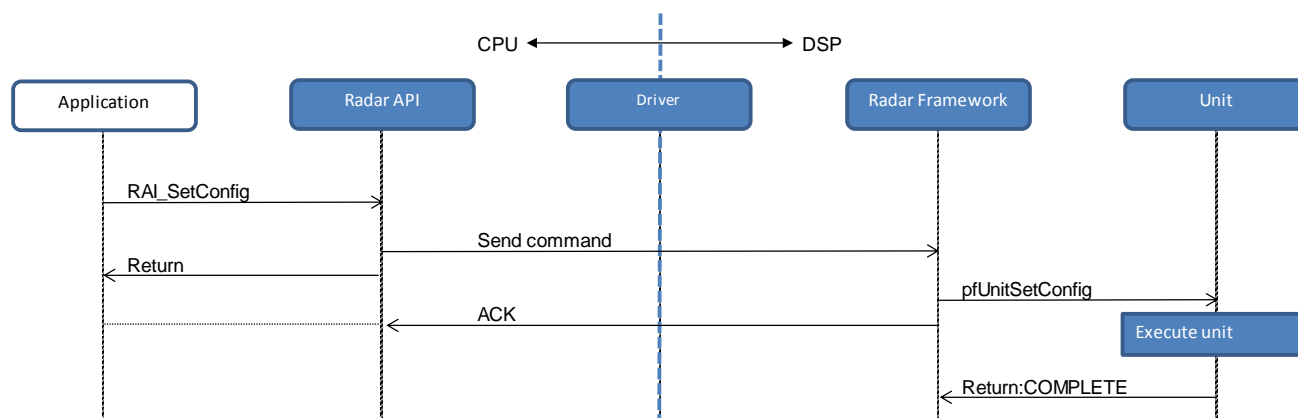 CPU
DSP
Application
Radar API
Driver
Radar Framework
Unit
RAI_SetConfig
Send command
Return
pfUnitSetConfig
ACK
Execute unit
Return:COMPLETE